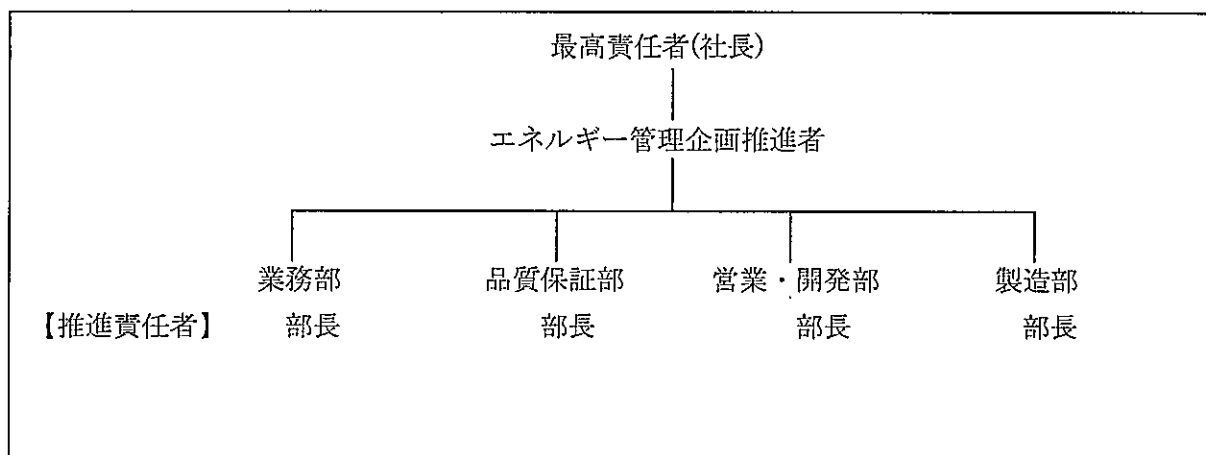 最高責任者(社長)
エネルギー管理企画推進者
業務部 品質保証部 営業・開発部 製造部
【推進責任者】 部長 部長 部長 部長